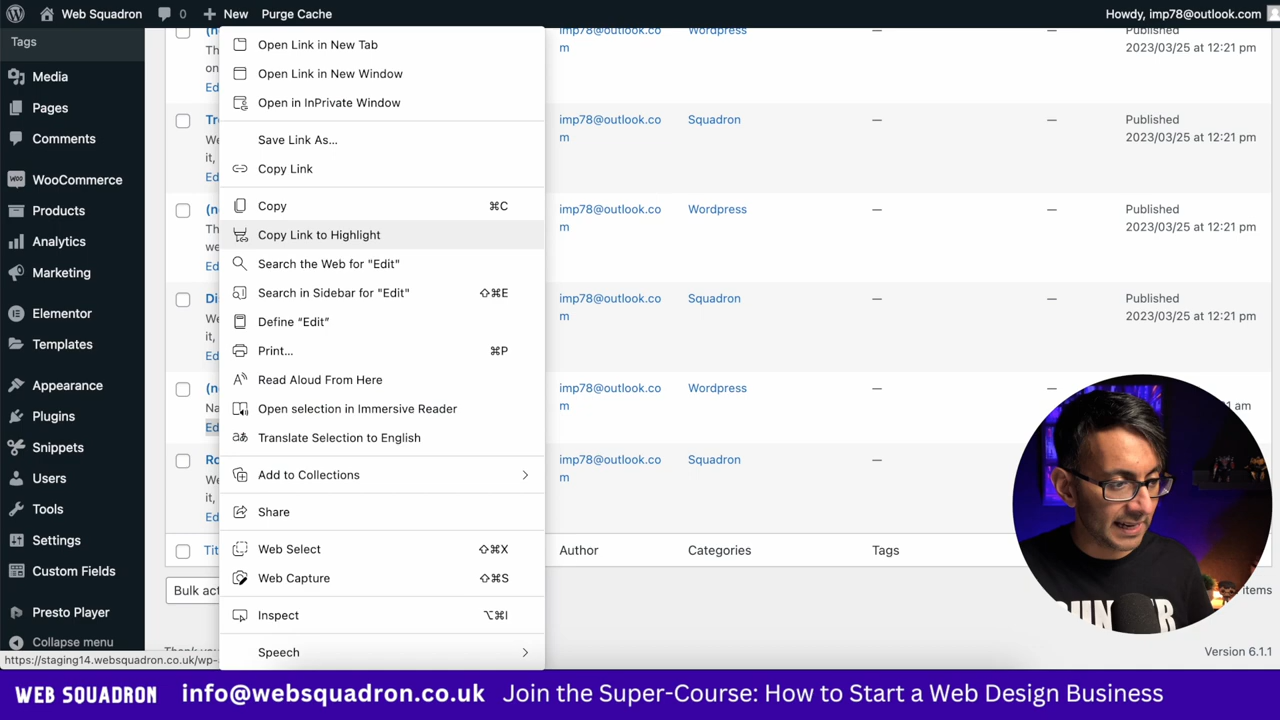 Web Squadron 0 New Purge Cache Howdy, imp78@outlook.com
Tags
Media
Pages
Comments
WooCommerce
Products
Analytics
Marketing
Elementor
Templates
Appearance
Plugins
Snippets
Users
Tools
Settings
Custom Fields
Presto Player
Collapse menu
https://staging14.websquadron.co.uk/wp-
Open Link in New Tab
Open Link in New Window
Open in InPrivate Window
Save Link As...
Copy Link
Copy ⌘C
Copy Link to Highlight
Search the Web for "Edit"
Search in Sidebar for "Edit" ⇧⌘E
Define “Edit”
Print... ⌘P
Read Aloud From Here
Open selection in Immersive Reader
Translate Selection to English
Add to Collections
Share
Web Select ⇧⌘X
Web Capture ⇧⌘S
Inspect ⌥⌘I
Speech
imp78@outlook.co Wordpress — —
m 2023/03/25 at 12:21 pm
imp78@outlook.co Squadron — — Published
m 2023/03/25 at 12:21 pm
imp78@outlook.co Wordpress — — Published
m 2023/03/25 at 12:21 pm
imp78@outlook.co Squadron — — Published
m 2023/03/25 at 12:21 pm
imp78@outlook.co Wordpress — —
m am
imp78@outlook.co Squadron —
m
Author Categories Tags
Bulk act
items
Version 6.1.1
WEB SQUADRON info@websquadron.co.uk Join the Super-Course: How to Start a Web Design Business